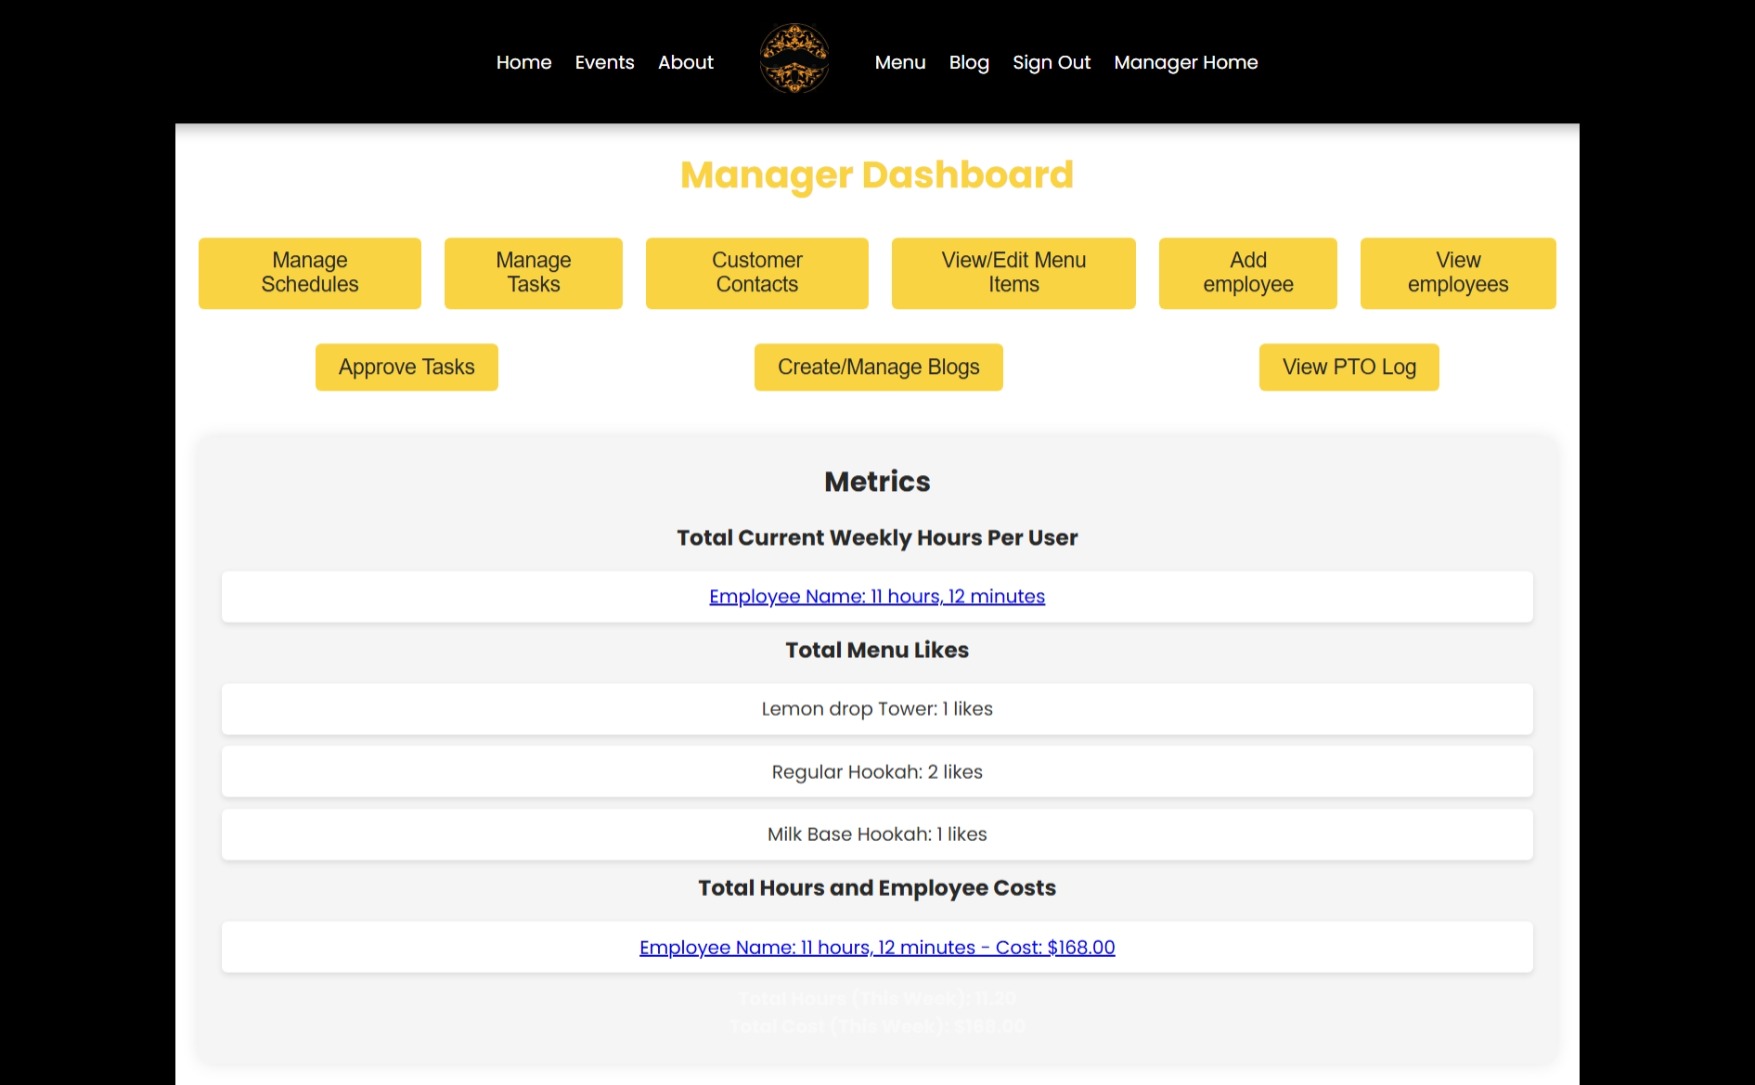 Home Events About Menu Blog Sign Out Manager Home
Manager Dashboard
Manage
Schedules
Manage
Tasks
Customer
Contacts
View/Edit Menu
Items
Add
employee
View
employees
Approve Tasks
Create/Manage Blogs
View PTO Log
Metrics
Total Current Weekly Hours Per User
Employee Name: 11 hours, 12 minutes
Total Menu Likes
Lemon drop Tower: 1 likes
Regular Hookah: 2 likes
Milk Base Hookah: 1 likes
Total Hours and Employee Costs
Employee Name: 11 hours, 12 minutes - Cost: $168.00
Total Hours (This Week): 11.20
Total Cost (This Week): $168.00